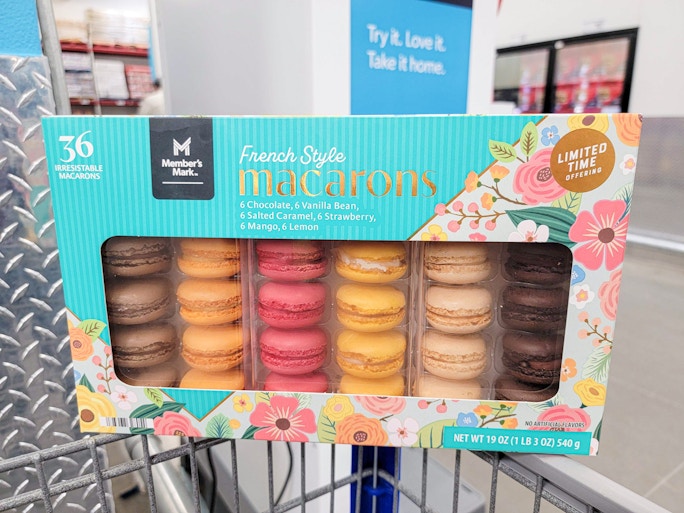 Try it. Love it.
Take it home.
36
IRRESISTABLE
MACARONS
M
Member's
Mark™
French Style
macarons
6 Chocolate, 6 Vanilla Bean,
6 Salted Caramel, 6 Strawberry,
6 Mango, 6 Lemon
LIMITED
TIME
OFFERING
NO ARTIFICIAL FLAVORS
NET WT 19 OZ (1 LB 3 OZ) 540 g